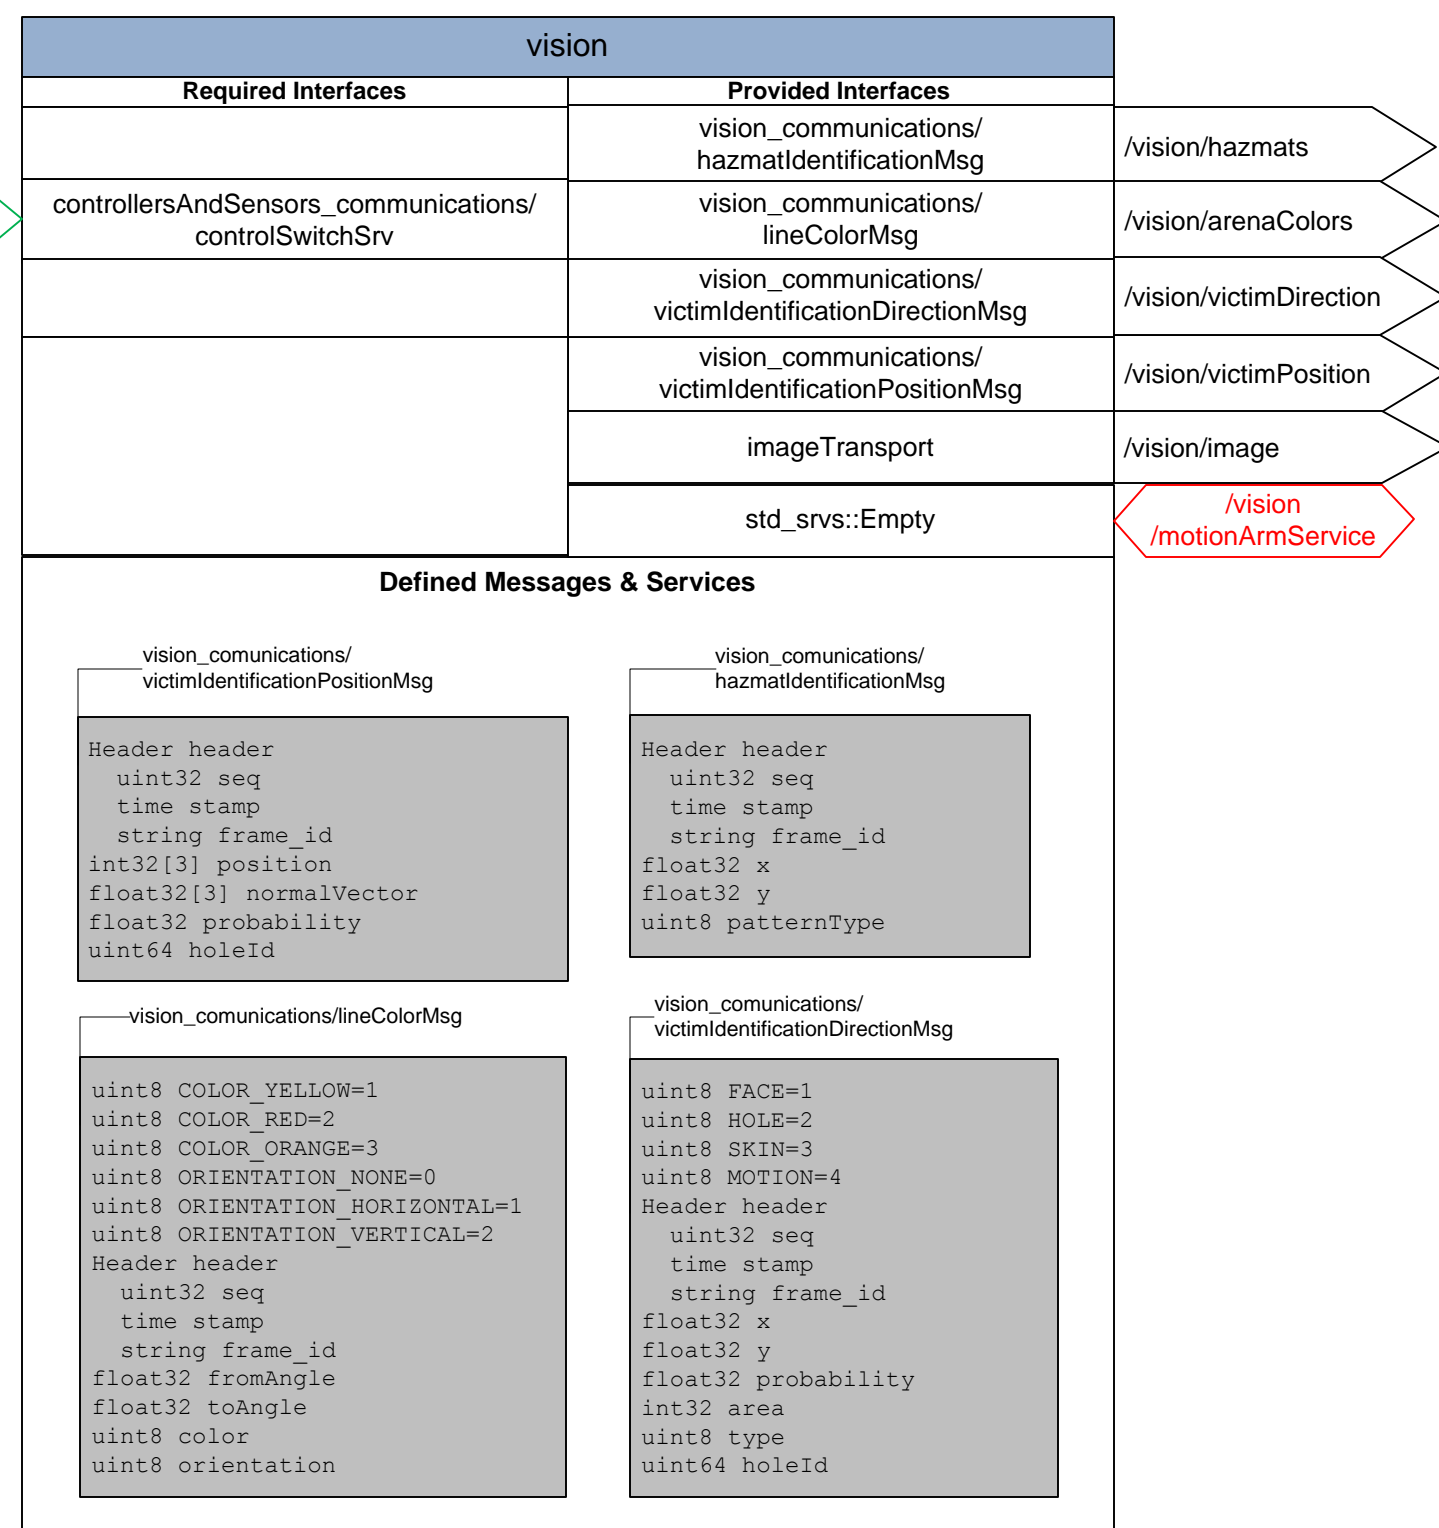 vision
Required Interfaces
Provided Interfaces
vision_communications/
hazmatIdentificationMsg
/vision/hazmats
controllersAndSensors_communications/
controlSwitchSrv
vision_communications/
lineColorMsg
/vision/arenaColors
vision_communications/
victimIdentificationDirectionMsg
/vision/victimDirection
vision_communications/
victimIdentificationPositionMsg
/vision/victimPosition
imageTransport
/vision/image
std_srvs::Empty
/vision
/motionArmService
Defined Messages & Services
vision_comunications/
victimIdentificationPositionMsg
Header header
uint32 seq
time stamp
string frame_id
int32[3] position
float32[3] normalVector
float32 probability
uint64 holeId
vision_comunications/
hazmatIdentificationMsg
Header header
uint32 seq
time stamp
string frame_id
float32 x
float32 y
uint8 patternType
vision_comunications/lineColorMsg
uint8 COLOR_YELLOW=1
uint8 COLOR_RED=2
uint8 COLOR_ORANGE=3
uint8 ORIENTATION_NONE=0
uint8 ORIENTATION_HORIZONTAL=1
uint8 ORIENTATION_VERTICAL=2
Header header
uint32 seq
time stamp
string frame_id
float32 fromAngle
float32 toAngle
uint8 color
uint8 orientation
vision_comunications/
victimIdentificationDirectionMsg
uint8 FACE=1
uint8 HOLE=2
uint8 SKIN=3
uint8 MOTION=4
Header header
uint32 seq
time stamp
string frame_id
float32 x
float32 y
float32 probability
int32 area
uint8 type
uint64 holeId